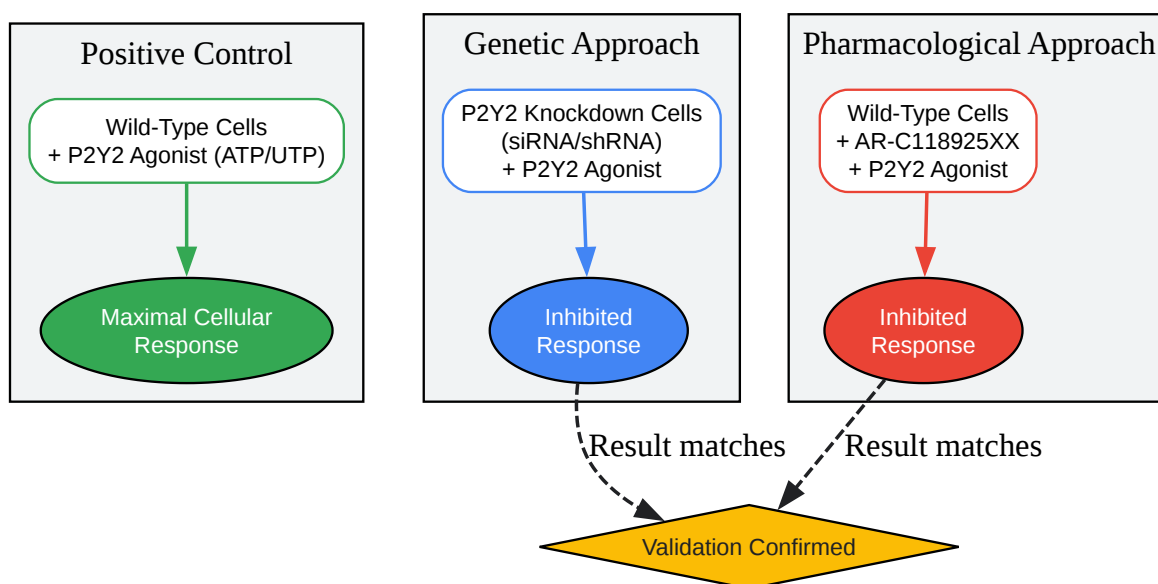 Positive Control
Wild-Type Cells
+ P2Y2 Agonist (ATP/UTP)
Maximal Cellular
Response
Genetic Approach
P2Y2 Knockdown Cells
(siRNA/shRNA)
+ P2Y2 Agonist
Inhibited
Response
Pharmacological Approach
Wild-Type Cells
+ AR-C118925XX
+ P2Y2 Agonist
Inhibited
Response
Result matches
Result matches
Validation Confirmed